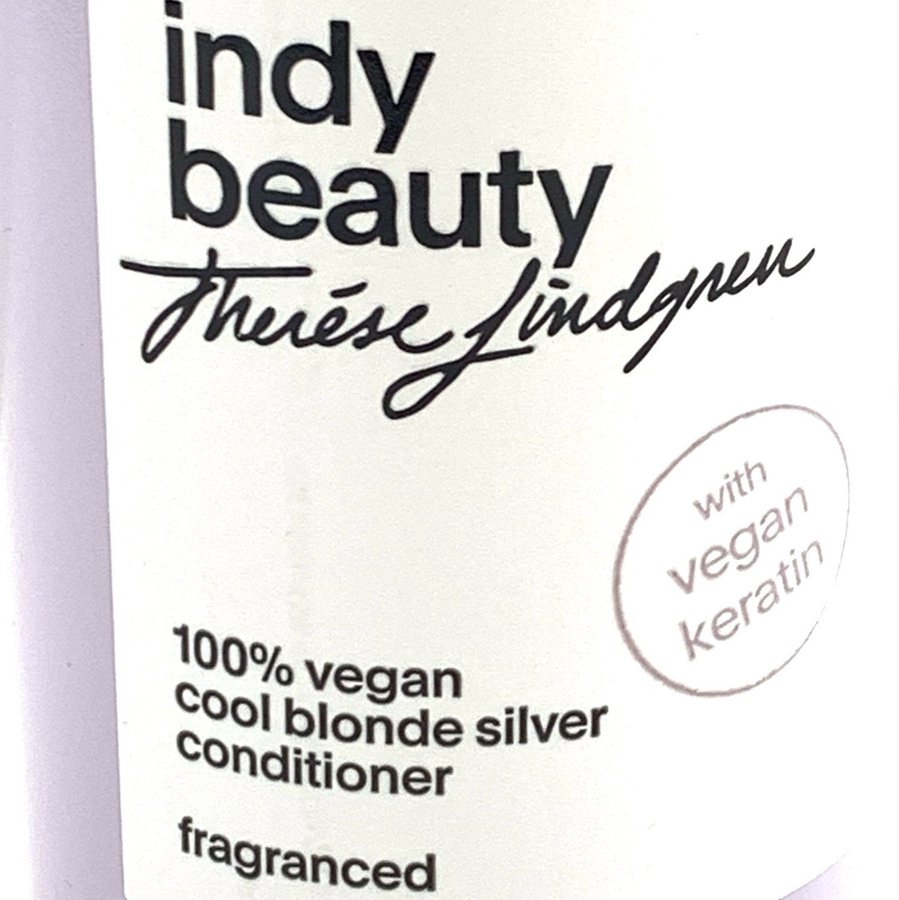 indy
beauty
Therése Lindgren
with
vegan
keratin
100% vegan
cool blonde silver
conditioner
fragranced